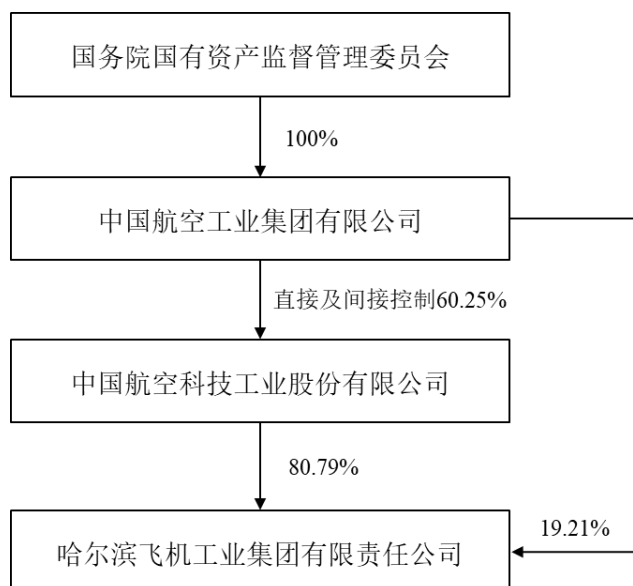 国务院国有资产监督管理委员会
100%
中国航空工业集团有限公司
直接及间接控制60.25%
中国航空科技工业股份有限公司
80.79%
19.21%
哈尔滨飞机工业集团有限责任公司